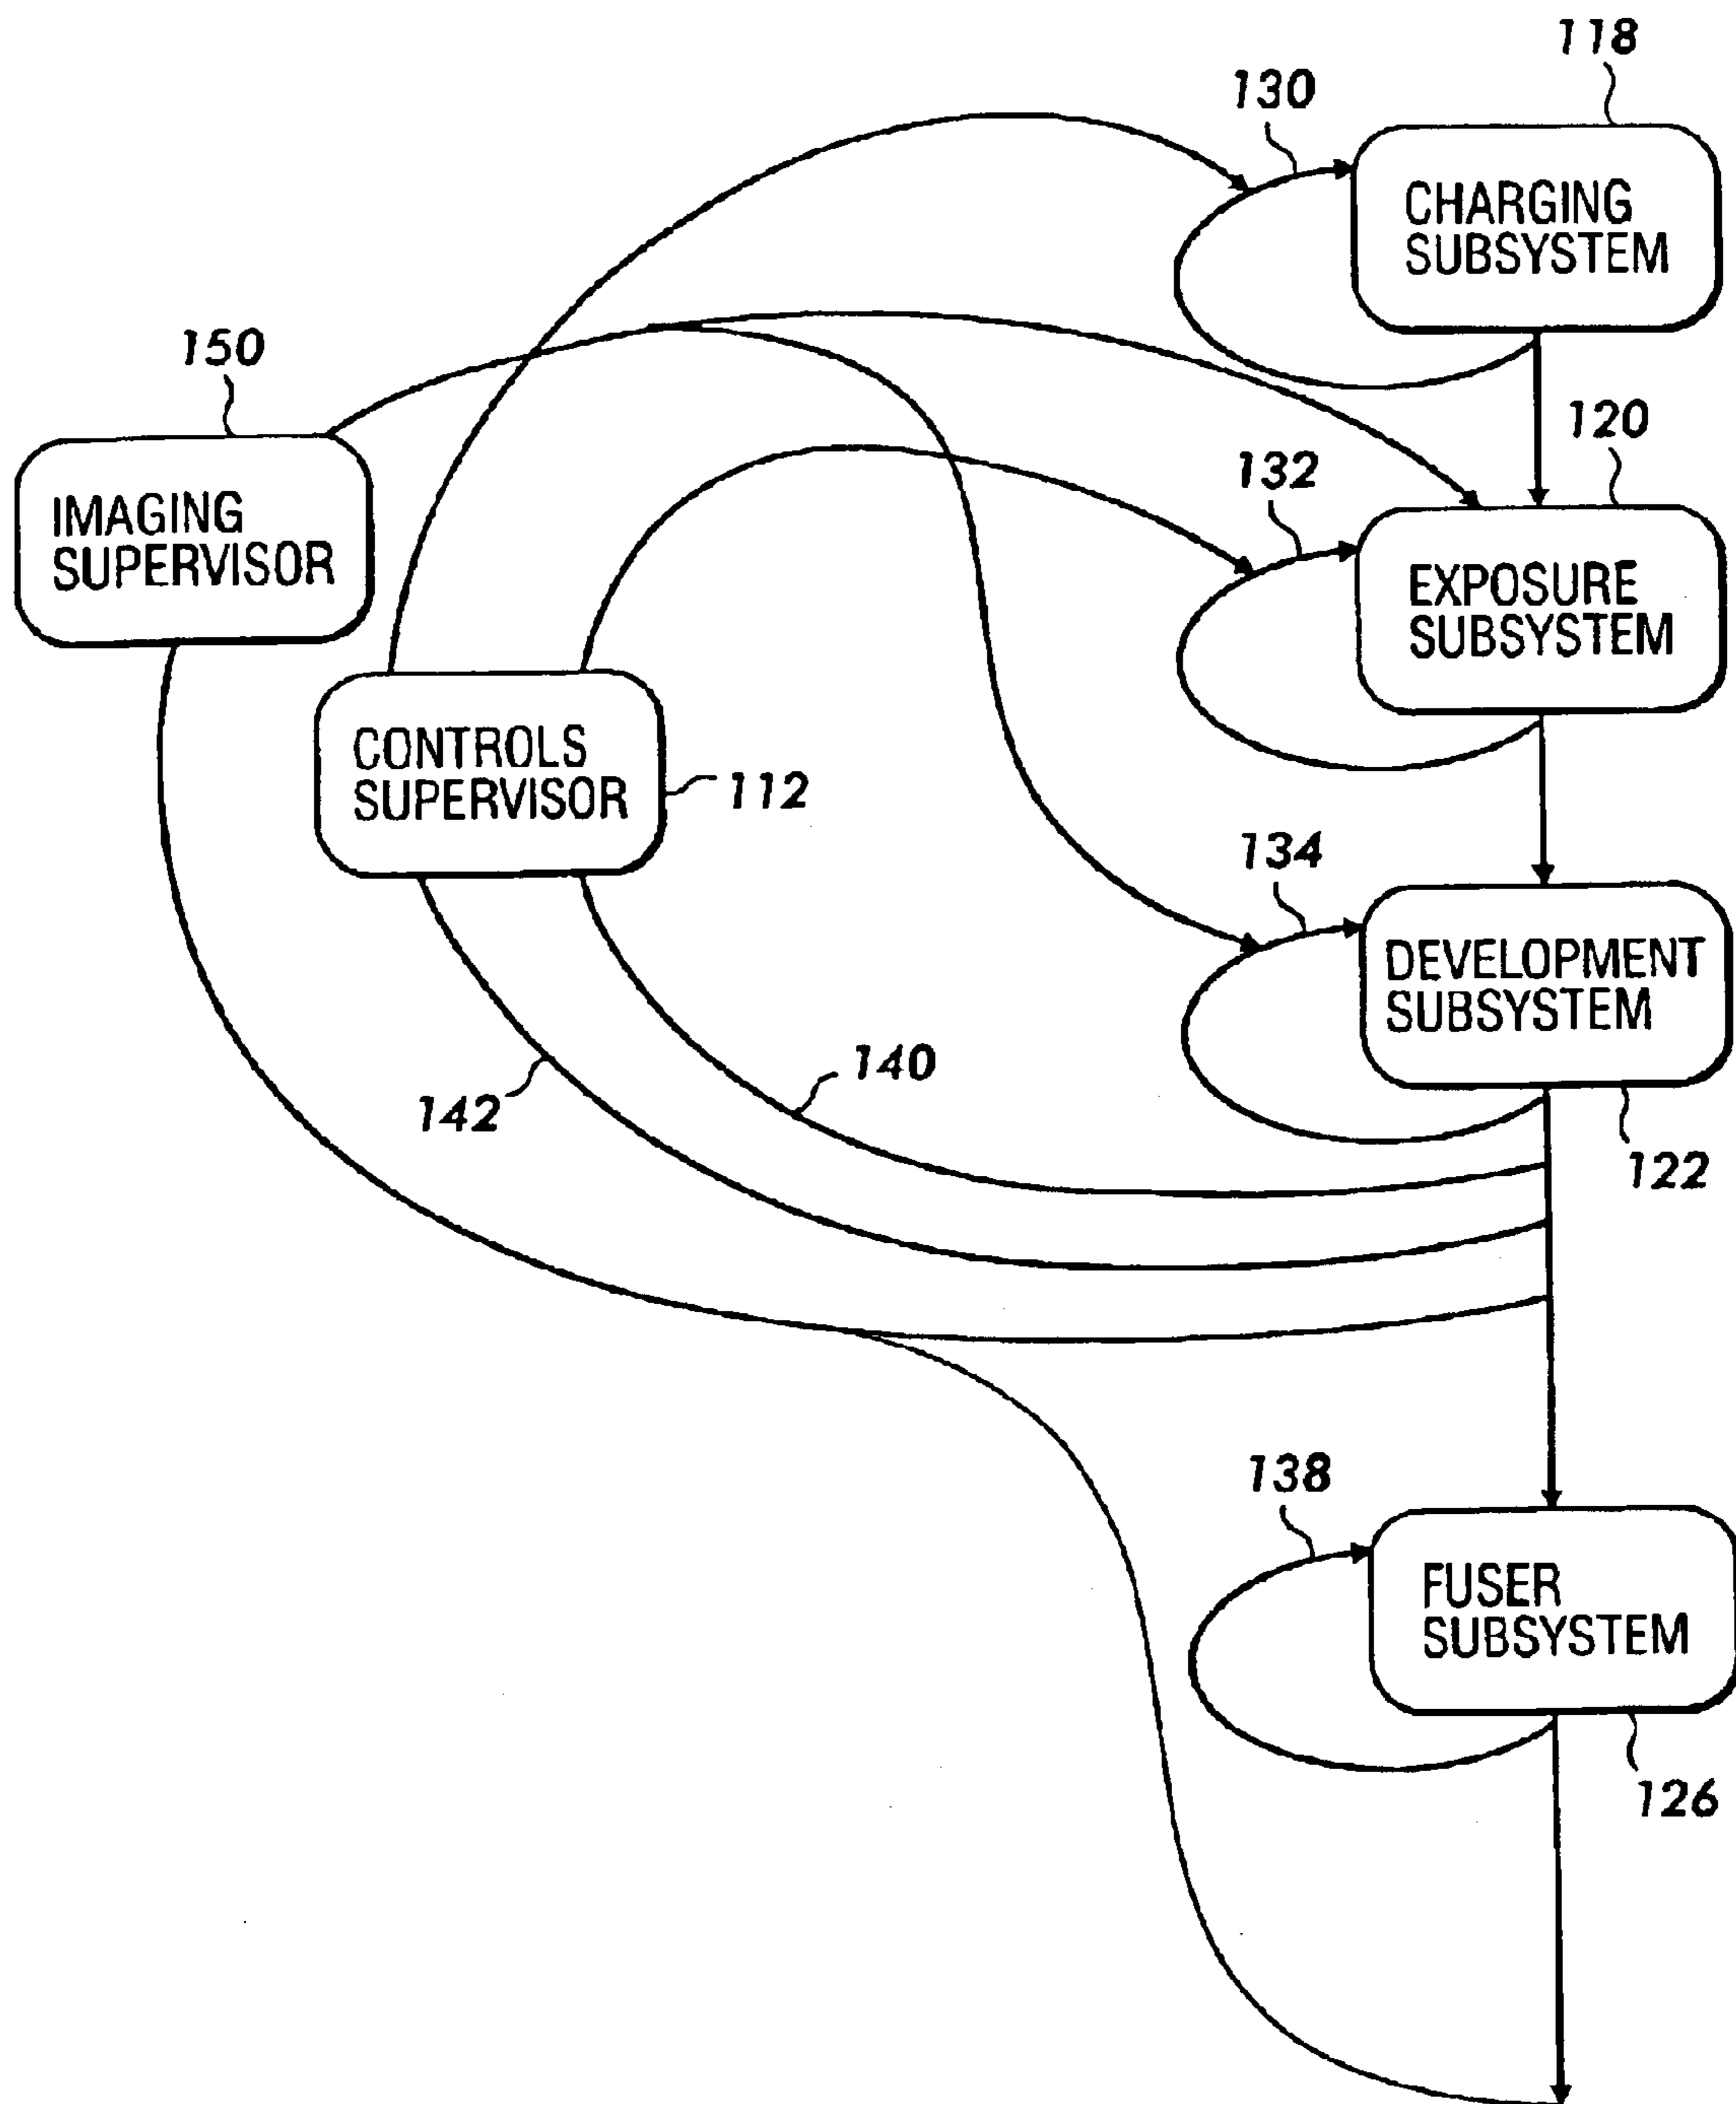 118
130
CHARGING
SUBSYSTEM
150
120
132
IMAGING
SUPERVISOR
EXPOSURE
SUBSYSTEM
CONTROLS
SUPERVISOR
112
134
DEVELOPMENT
SUBSYSTEM
140
142
122
138
FUSER
SUBSYSTEM
126